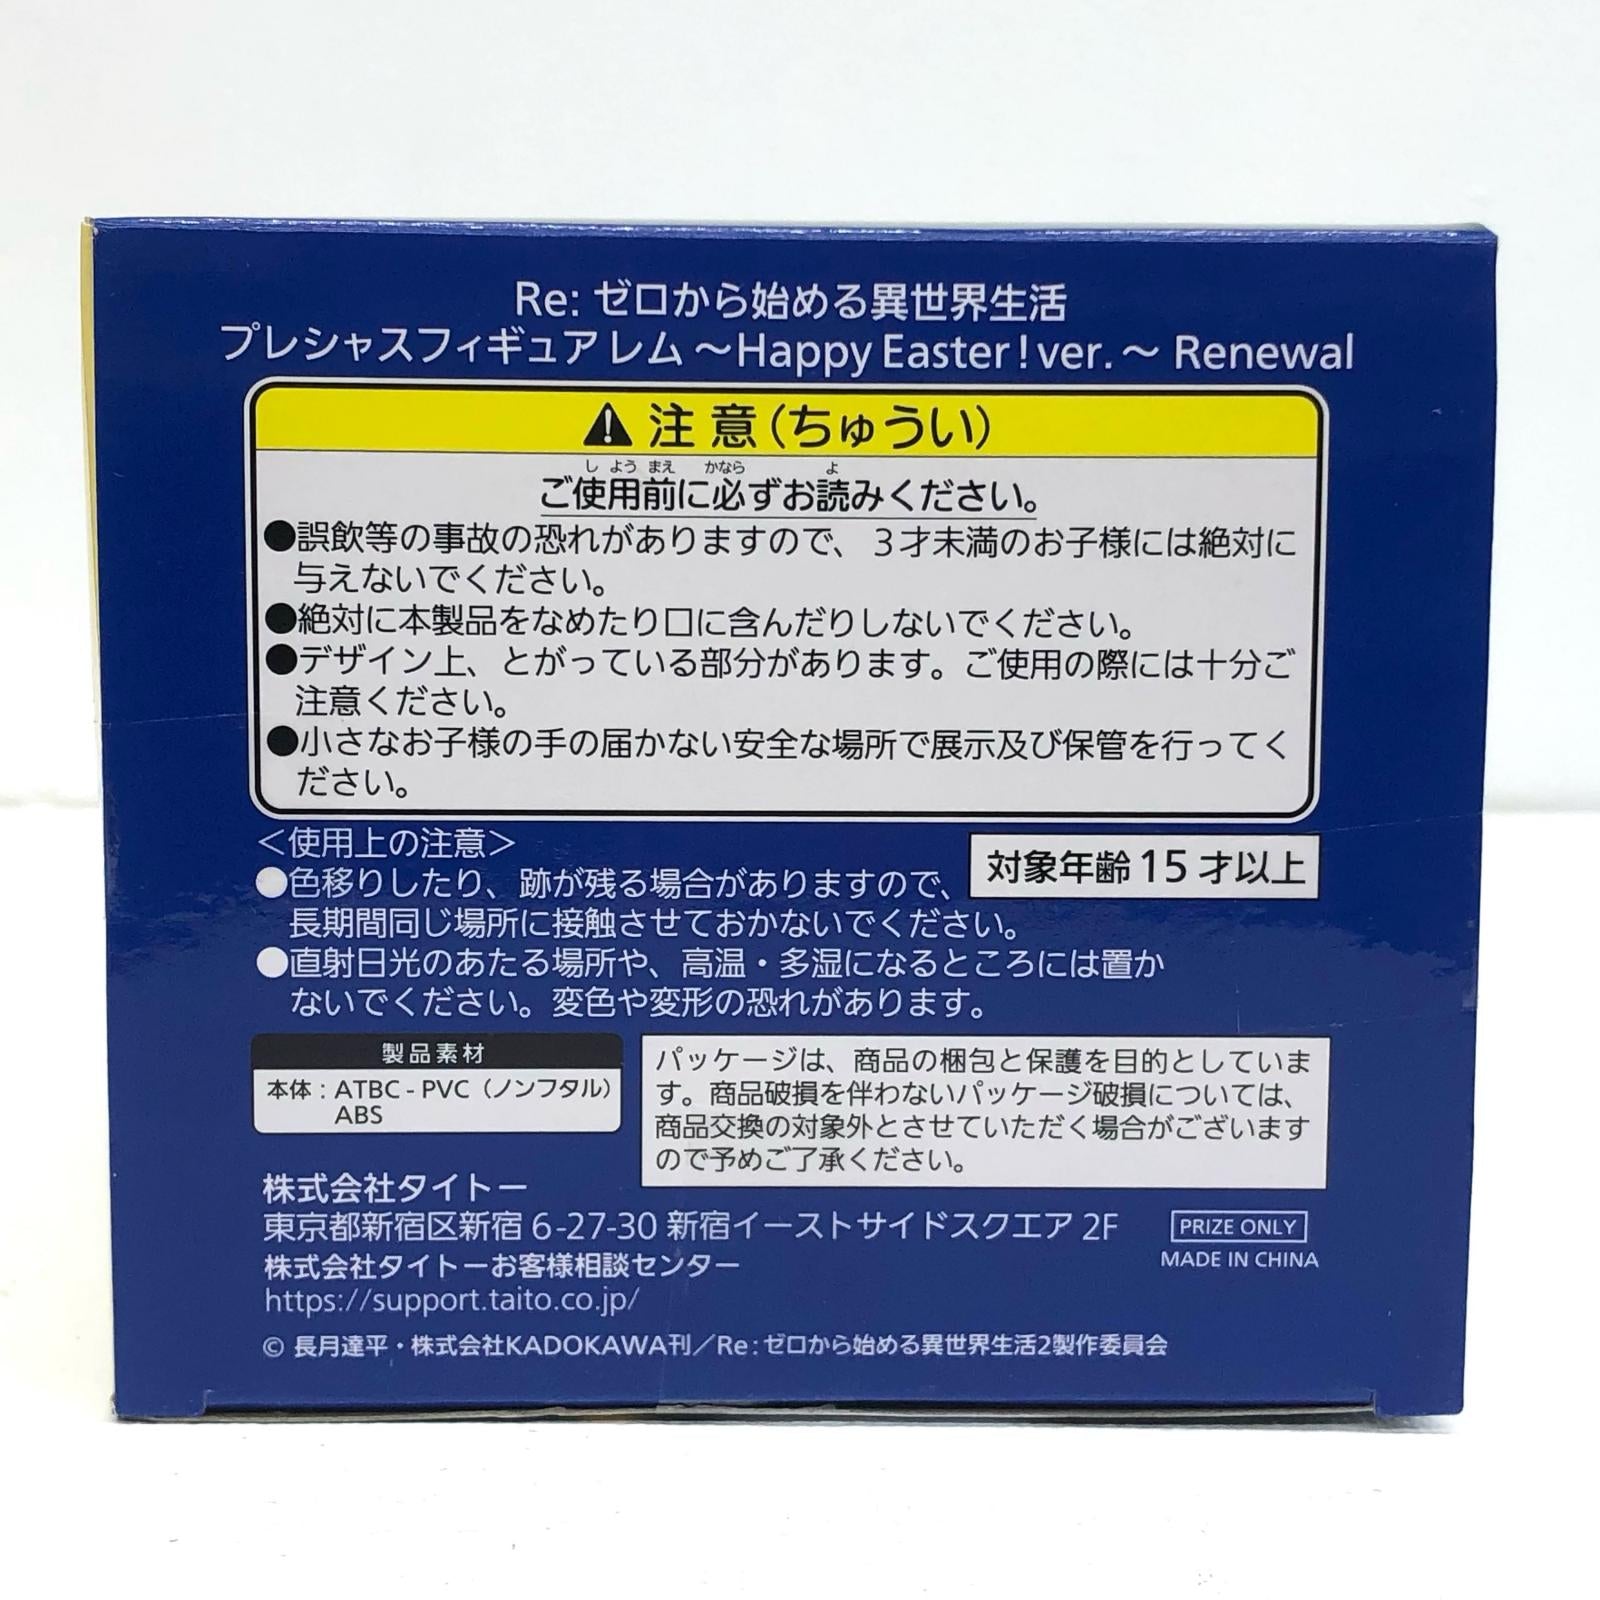 Re: ゼロから始める異世界生活
プレシャスフィギュア レム ～Happy Easter！ver.～ Renewal
⚠ 注 意（ちゅうい）
し よう まえ かなら よ
ご使用前に必ずお読みください。
●誤飲等の事故の恐れがありますので、３才未満のお子様には絶対に
与えないでください。
●絶対に本製品をなめたり口に含んだりしないでください。
●デザイン上、とがっている部分があります。ご使用の際には十分ご
注意ください。
●小さなお子様の手の届かない安全な場所で展示及び保管を行ってく
ださい。
＜使用上の注意＞
●色移りしたり、跡が残る場合がありますので、
長期間同じ場所に接触させておかないでください。
対象年齢 15 才以上
●直射日光のあたる場所や、高温・多湿になるところには置か
ないでください。変色や変形の恐れがあります。
製品素材
本体：ATBC - PVC（ノンフタル）
ABS
パッケージは、商品の梱包と保護を目的としていま
す。商品破損を伴わないパッケージ破損については、
商品交換の対象外とさせていただく場合がございます
ので予めご了承ください。
株式会社タイトー
東京都新宿区新宿 6-27-30 新宿イーストサイドスクエア 2F
株式会社タイトーお客様相談センター
https://support.taito.co.jp/
PRIZE ONLY
MADE IN CHINA
© 長月達平・株式会社KADOKAWA刊／Re：ゼロから始める異世界生活2製作委員会